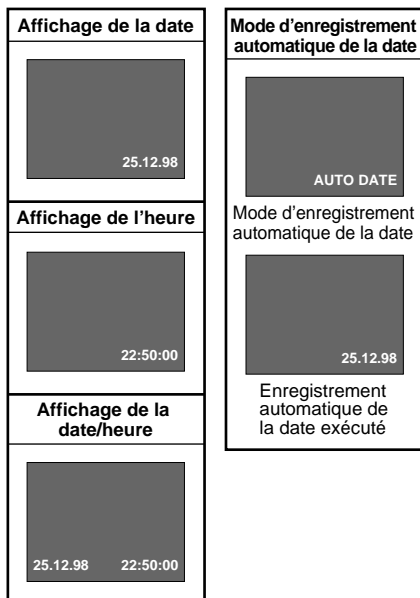 Affichage de la date
25.12.98
Affichage de l'heure
22:50:00
Affichage de la
date/heure
25.12.98 22:50:00
Mode d'enregistrement
automatique de la date
AUTO DATE
Mode d'enregistrement
automatique de la date
25.12.98
Enregistrement
automatique de
la date exécuté